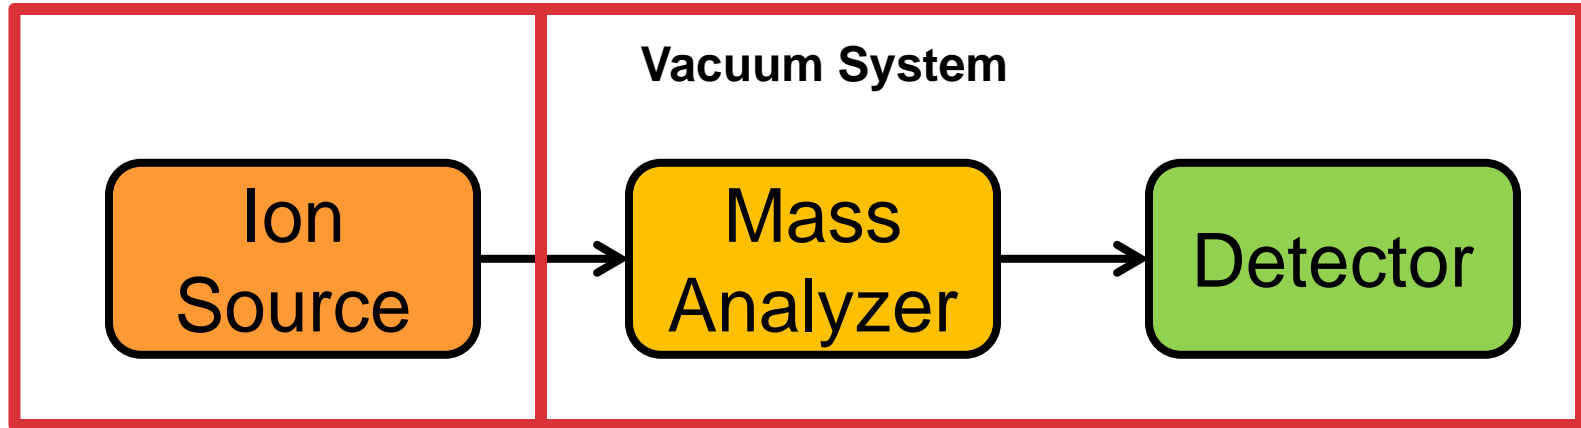 Vacuum System
Ion
Source
Mass
Analyzer
Detector